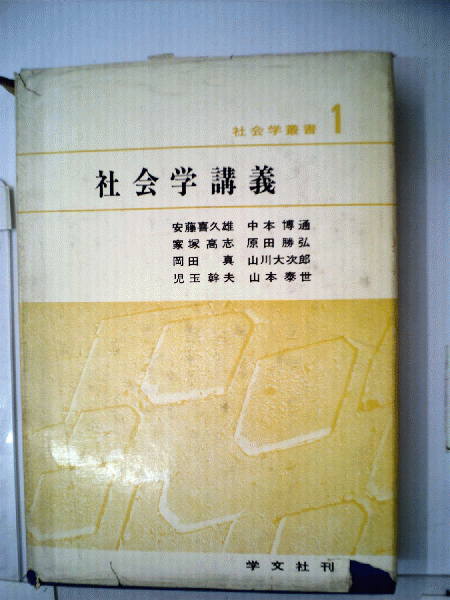 社会学叢書 1
社会学講義
安藤喜久雄 中本博通
家塚高志 原田勝弘
岡田真 山川大次郎
児玉幹夫 山本泰世
学文社刊